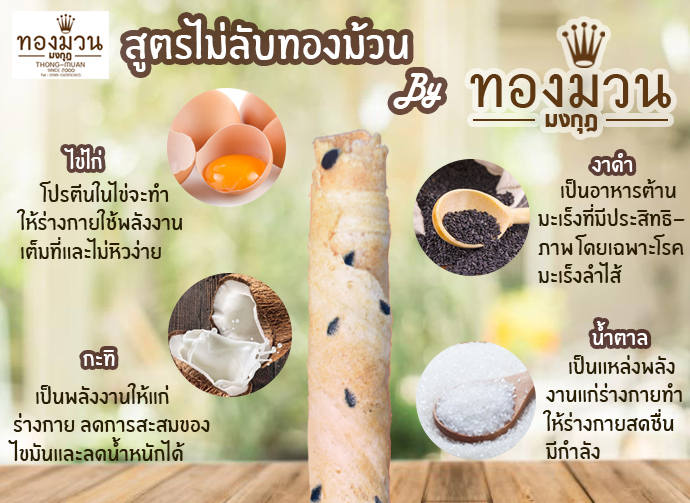 ทองม้วน
มงกุฎ
THONG-MUAN
SINCE 2000
สูตรไม่ลับทองม้วน
By
ทองม้วน
มงกุฎ
ไข่ไก่
โปรตีนในไข่จะทำ
ให้ร่างกายใช้พลังงาน
เต็มที่และไม่หิวง่าย
งาดำ
เป็นอาหารต้าน
มะเร็งที่มีประสิทธิ-
ภาพโดยเฉพาะโรค
มะเร็งลำไส้
กะทิ
เป็นพลังงานให้แก่
ร่างกาย ลดการสะสมของ
ไขมันและลดน้ำหนักได้
น้ำตาล
เป็นแหล่งพลัง
งานแก่ร่างกายทำ
ให้ร่างกายสดชื่น
มีกำลัง